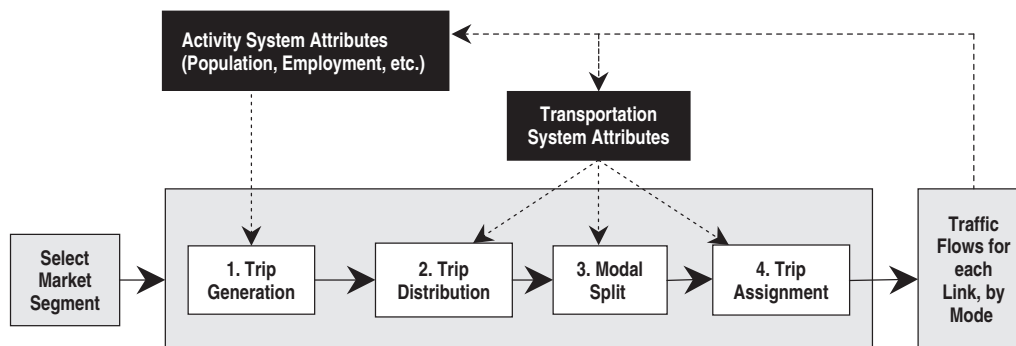 Activity System Attributes
(Population, Employment, etc.)
Transportation
System Attributes
Select
Market
Segment
1. Trip
Generation
2. Trip
Distribution
3. Modal
Split
4. Trip
Assignment
Traffic
Flows for
each
Link, by
Mode